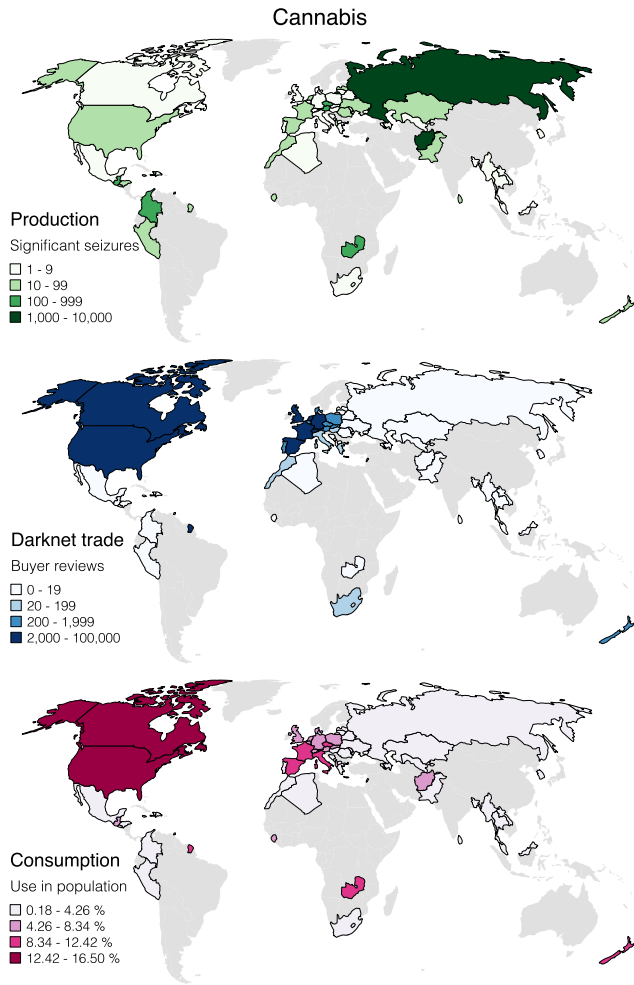 Cannabis
Production
Significant seizures
1 - 9
10 - 99
100 - 999
1,000 - 10,000
Darknet trade
Buyer reviews
0 - 19
20 - 199
200 - 1,999
2,000 - 100,000
Consumption
Use in population
0.18 - 4.26 %
4.26 - 8.34 %
8.34 - 12.42 %
12.42 - 16.50 %